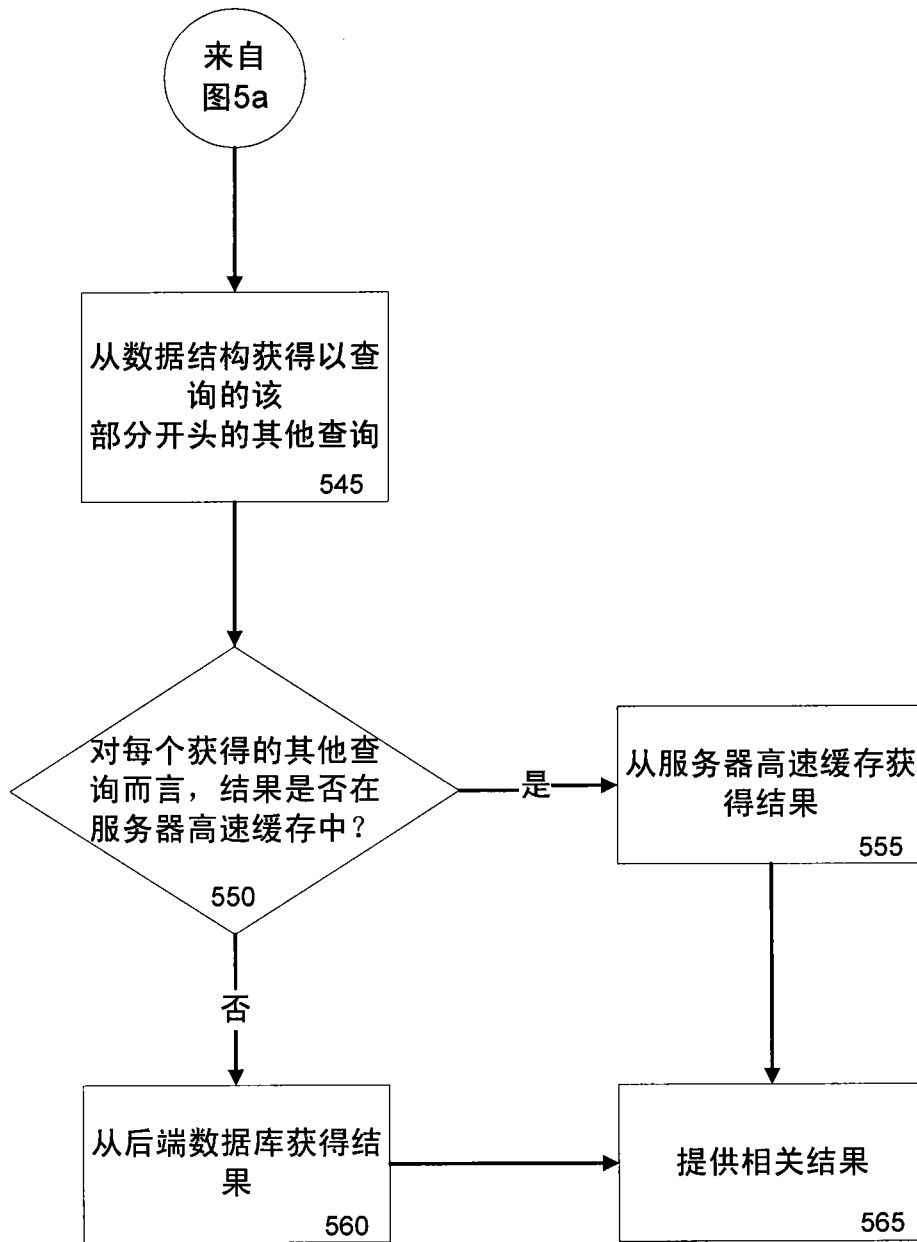 来自
图5a
从数据结构获得以查
询的该
部分开头的其他查询
545
对每个获得的其他查
询而言，结果是否在
服务器高速缓存中？
550
是
从服务器高速缓存获
得结果
555
否
从后端数据库获得结
果
560
提供相关结果
565